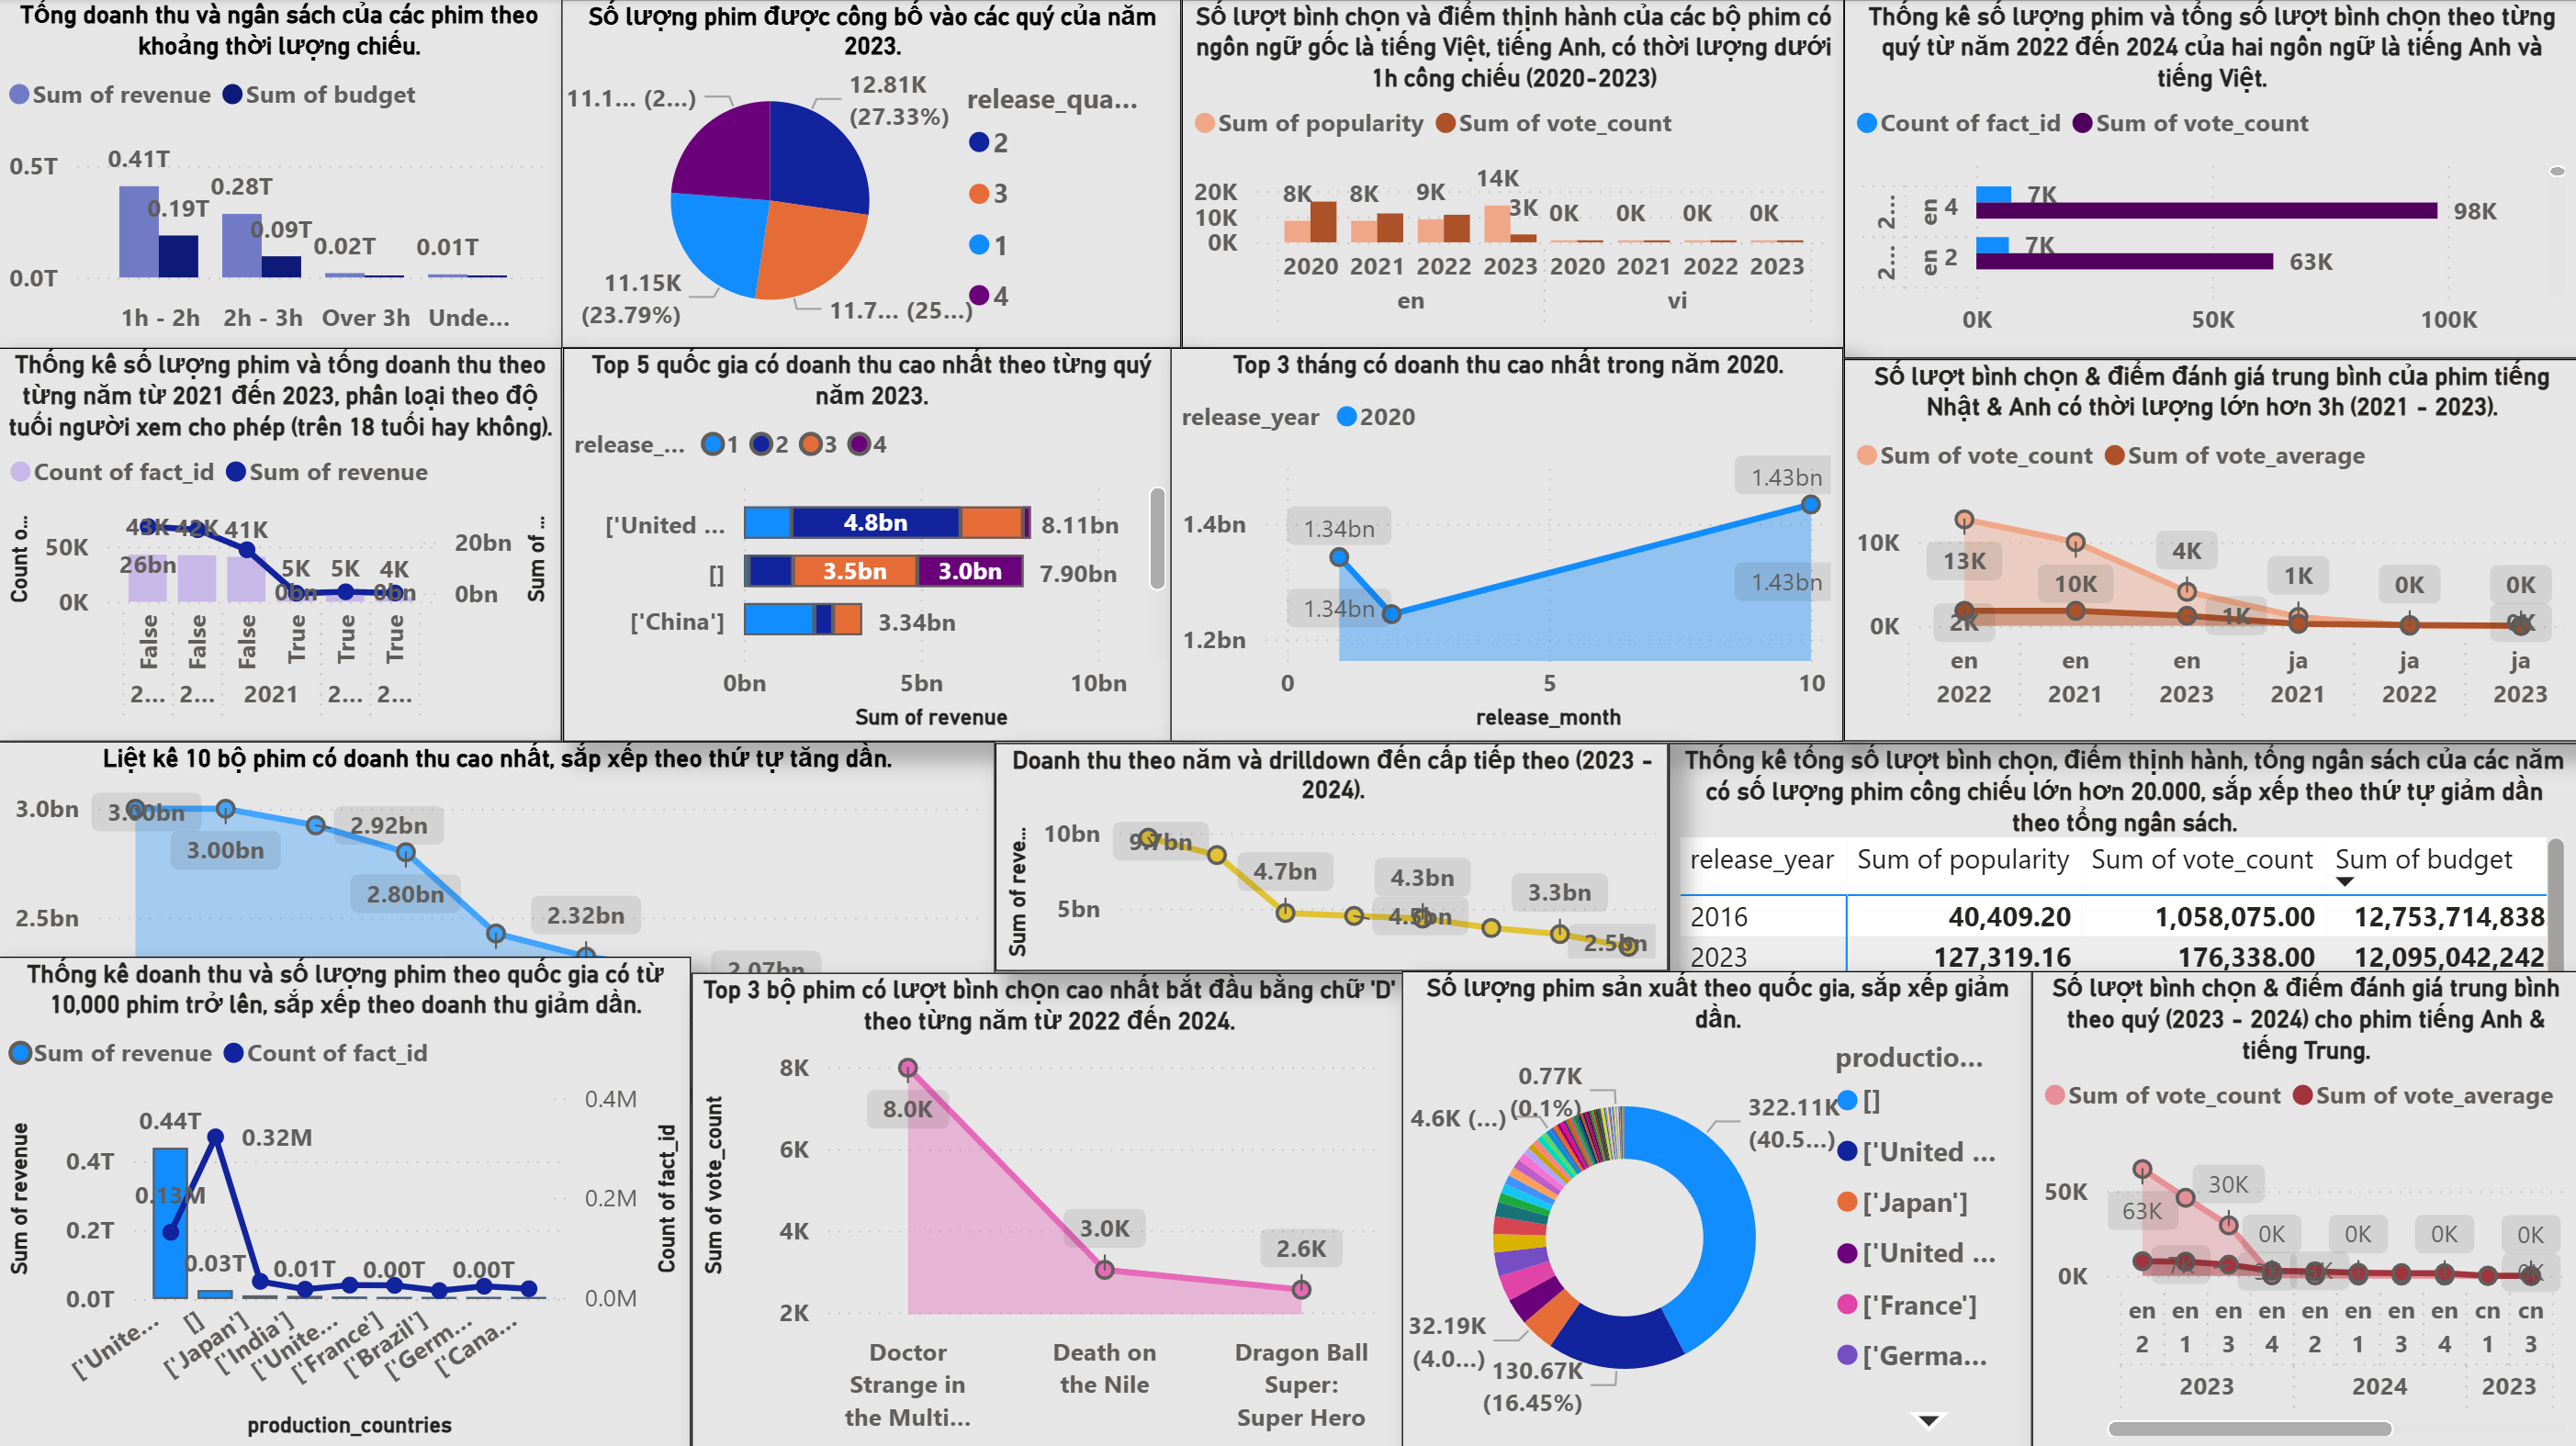 Tổng doanh thu và ngân sách của các phim theo
khoảng thời lượng chiếu.
Sum of revenue Sum of budget
0.5T
0.0T
0.41T
0.19T
0.28T
0.09T
0.02T
0.01T
1h - 2h 2h - 3h Over 3h Unde...
Số lượng phim được công bố vào các quý của năm
2023.
12.81K
(27.33%)
11.1... (2...)
11.15K
(23.79%)
11.7... (25...)
release_qua...
2
3
1
4
Số lượt bình chọn và điểm thịnh hành của các bộ phim có
ngôn ngữ gốc là tiếng Việt, tiếng Anh, có thời lượng dưới
1h công chiếu (2020-2023)
Sum of popularity Sum of vote_count
20K
10K
0K
8K 8K 9K 14K 3K 0K 0K 0K 0K
2020 2021 2022 2023 2020 2021 2022 2023
en vi
Thống kê số lượng phim và tổng số lượt bình chọn theo từng
quý từ năm 2022 đến 2024 của hai ngôn ngữ là tiếng Anh và
tiếng Việt.
Count of fact_id Sum of vote_count
2... en 4 7K 98K
2... en 2 7K 63K
0K 50K 100K
Thống kê số lượng phim và tổng doanh thu theo
từng năm từ 2021 đến 2023, phân loại theo độ
tuổi người xem cho phép (trên 18 tuổi hay không).
Count of fact_id Sum of revenue
Count o...
50K
0K
43K 42K 41K
26bn
5K 5K 4K
0bn 0bn
20bn
0bn
Sum of ...
False False False True True True
2... 2... 2021 2... 2...
Top 5 quốc gia có doanh thu cao nhất theo từng quý
năm 2023.
release_... 1 2 3 4
['United ... 4.8bn 8.11bn
[] 3.5bn 3.0bn 7.90bn
['China'] 3.34bn
0bn 5bn 10bn
Sum of revenue
Top 3 tháng có doanh thu cao nhất trong năm 2020.
release_year 2020
1.4bn
1.2bn
1.34bn
1.34bn
1.43bn
1.43bn
0 5 10
release_month
Số lượt bình chọn & điểm đánh giá trung bình của phim tiếng
Nhật & Anh có thời lượng lớn hơn 3h (2021 - 2023).
Sum of vote_count Sum of vote_average
10K
0K
13K 10K 4K 1K 0K 0K
2K 1K 0K
en en en ja ja ja
2022 2021 2023 2021 2022 2023
Liệt kê 10 bộ phim có doanh thu cao nhất, sắp xếp theo thứ tự tăng dần.
3.0bn
2.5bn
3.00bn
3.00bn
2.92bn
2.80bn
2.32bn
2.07bn
Doanh thu theo năm và drilldown đến cấp tiếp theo (2023 -
2024).
Sum of reve...
10bn
5bn
9.7bn
4.7bn
4.3bn
3.3bn
2.5bn
Thống kê tổng số lượt bình chọn, điểm thịnh hành, tổng ngân sách của các năm
có số lượng phim công chiếu lớn hơn 20.000, sắp xếp theo thứ tự giảm dần
theo tổng ngân sách.
release_year Sum of popularity Sum of vote_count Sum of budget
2016 40,409.20 1,058,075.00 12,753,714,838
2023 127,319.16 176,338.00 12,095,042,242
Thống kê doanh thu và số lượng phim theo quốc gia có từ
10,000 phim trở lên, sắp xếp theo doanh thu giảm dần.
Sum of revenue Count of fact_id
Sum of revenue
0.4T
0.2T
0.0T
0.44T
0.13M
0.32M
0.03T
0.01T
0.00T
0.00T
0.4M
0.2M
0.0M
Count of fact_id
['Unite... [] ['Japan'] ['India'] ['Unite... ['France'] ['Brazil'] ['Germ... ['Cana...
production_countries
Top 3 bộ phim có lượt bình chọn cao nhất bắt đầu bằng chữ 'D'
theo từng năm từ 2022 đến 2024.
Sum of vote_count
8K
6K
4K
2K
8.0K
3.0K
2.6K
Doctor
Strange in
the Multi...
Death on
the Nile
Dragon Ball
Super:
Super Hero
Số lượng phim sản xuất theo quốc gia, sắp xếp giảm
dần.
0.77K
(0.1%)
4.6K (...)
322.11K
(40.5...)
32.19K
(4.0...)
130.67K
(16.45%)
productio...
[]
['United ...
['Japan']
['United ...
['France']
['Germa...
Số lượt bình chọn & điểm đánh giá trung bình
theo quý (2023 - 2024) cho phim tiếng Anh &
tiếng Trung.
Sum of vote_count Sum of vote_average
50K
0K
63K
30K
0K 0K 0K 0K
0K
en en en en en en en en cn cn
2 1 3 4 2 1 3 4 1 3
2023 2024 2023